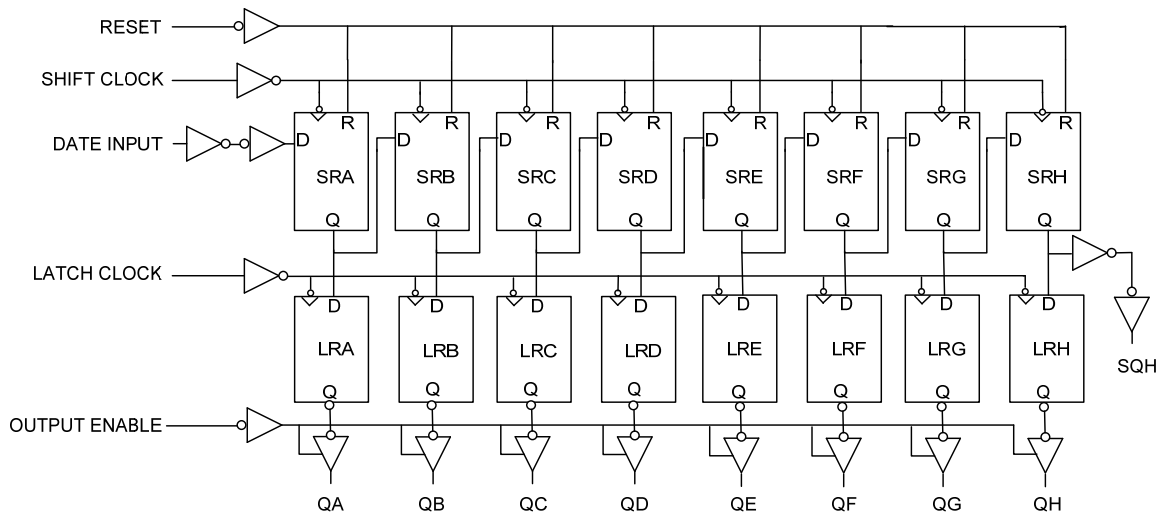 RESET
SHIFT CLOCK
R R R R R R R R
DATE INPUT
D D D D D D D D
SRA SRB SRC SRD SRE SRF SRG SRH
Q Q Q Q Q Q Q Q
LATCH CLOCK
D D D D D D D D
LRA LRB LRC LRD LRE LRF LRG LRH
SQH
Q Q Q Q Q Q Q Q
OUTPUT ENABLE
QA QB QC QD QE QF QG QH